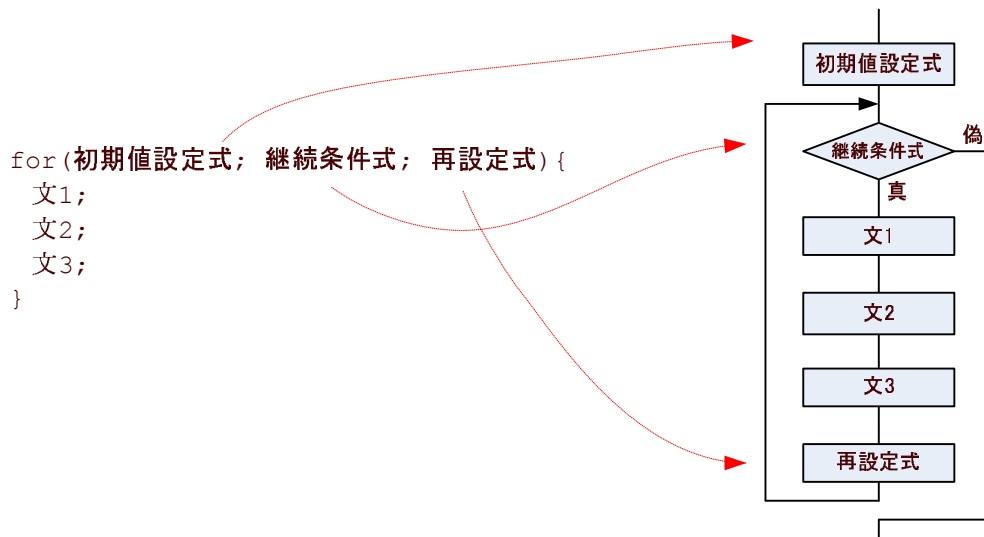 for(初期値設定式; 継続条件式; 再設定式){
文1;
文2;
文3;
}
初期値設定式
継続条件式
偽
真
文1
文2
文3
再設定式